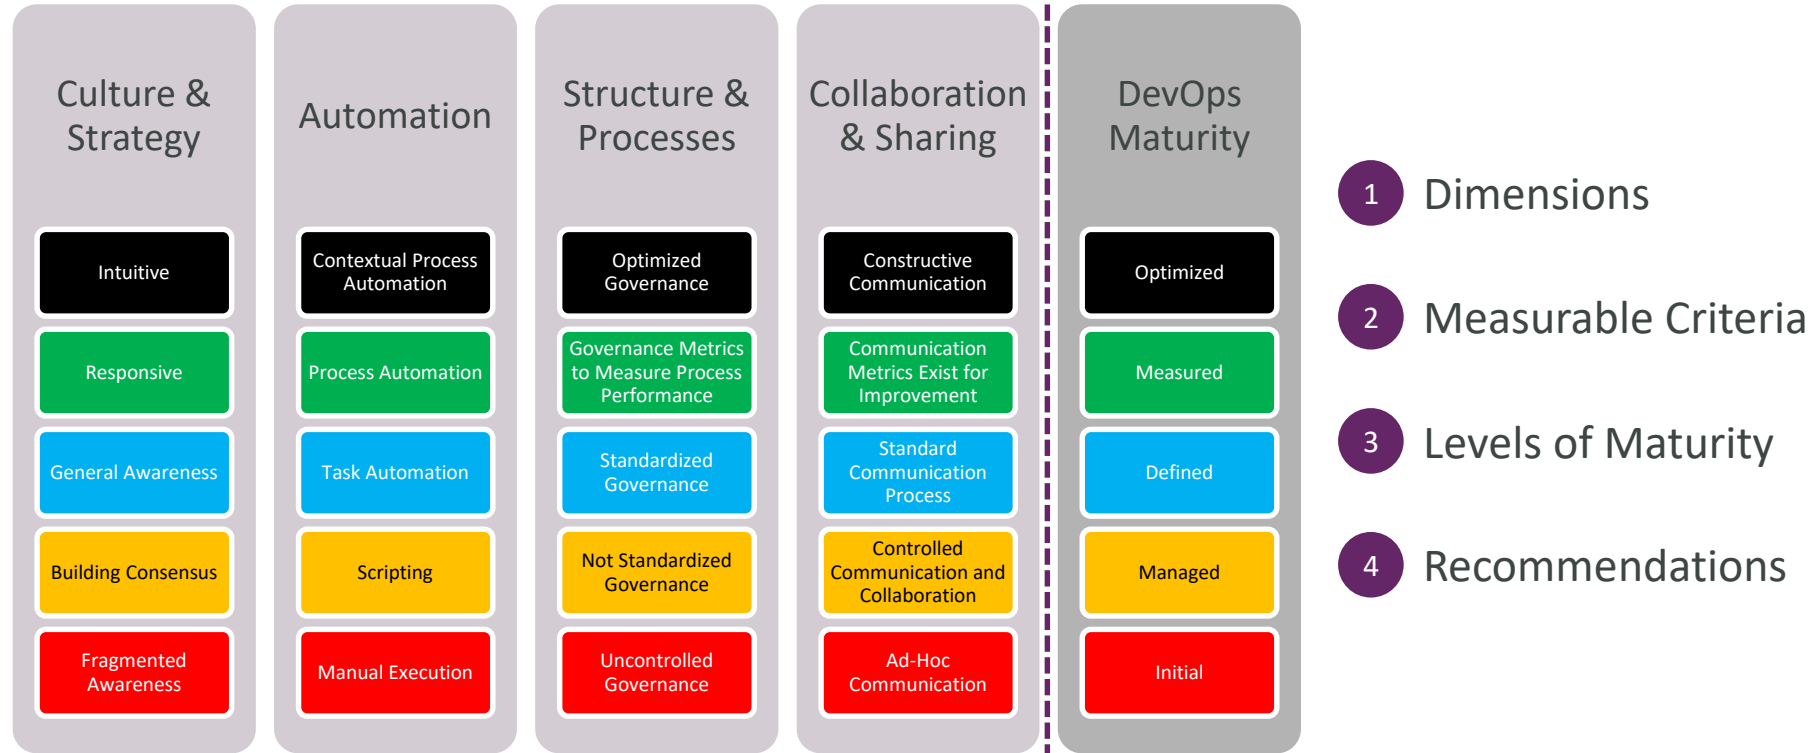 Culture &
Strategy
Intuitive
Responsive
General Awareness
Building Consensus
Fragmented
Awareness
Automation
Contextual Process
Automation
Process Automation
Task Automation
Scripting
Manual Execution
Structure &
Processes
Optimized
Governance
Governance Metrics
to Measure Process
Performance
Standardized
Governance
Not Standardized
Governance
Uncontrolled
Governance
Collaboration
& Sharing
Constructive
Communication
Communication
Metrics Exist for
Improvement
Standard
Communication
Process
Controlled
Communication and
Collaboration
Ad-Hoc
Communication
DevOps
Maturity
Optimized
Measured
Defined
Managed
Initial
1 Dimensions
2 Measurable Criteria
3 Levels of Maturity
4 Recommendations